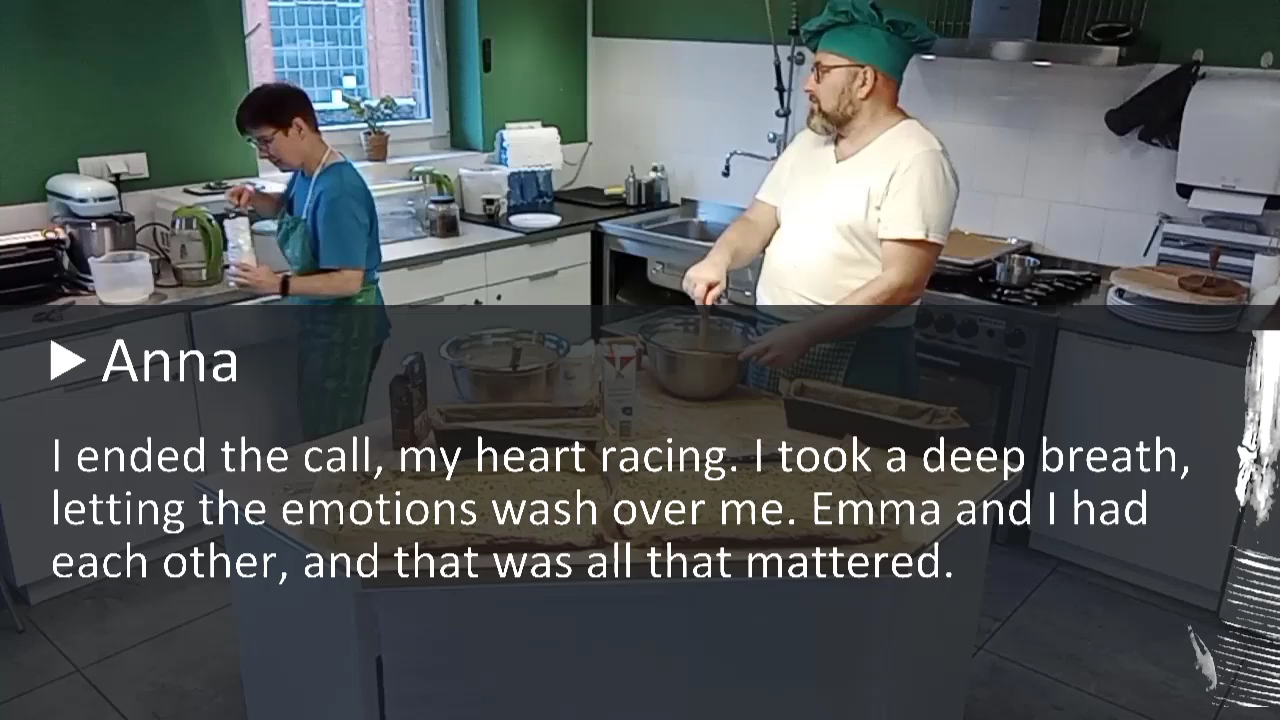 Anna
I ended the call, my heart racing. I took a deep breath,
letting the emotions wash over me. Emma and I had
each other, and that was all that mattered.